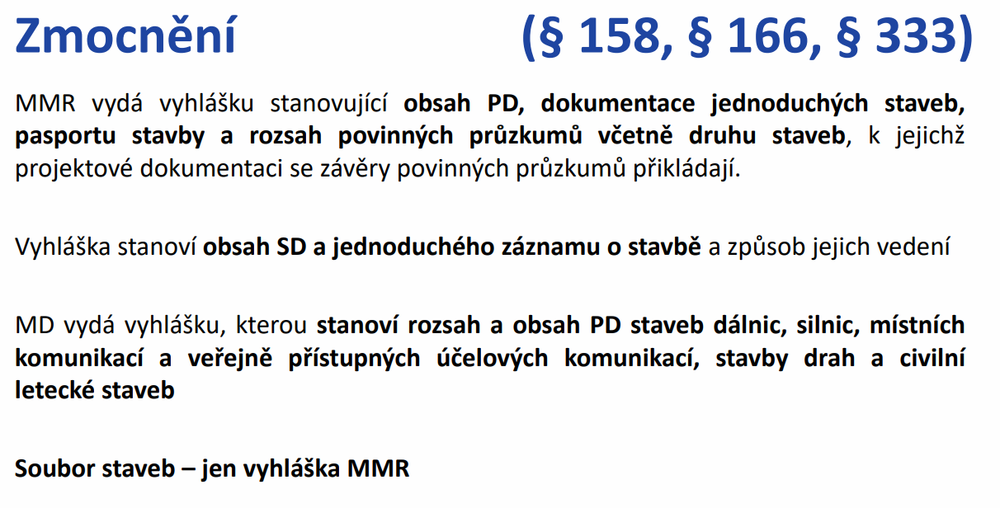 Zmocnění (§ 158, § 166, § 333)
MMR vydá vyhlášku stanovující obsah PD, dokumentace jednoduchých staveb,
pasportu stavby a rozsah povinných průzkumů včetně druhu staveb, k jejichž
projektové dokumentaci se závěry povinných průzkumů přikládají.
Vyhláška stanoví obsah SD a jednoduchého záznamu o stavbě a způsob jejich vedení
MD vydá vyhlášku, kterou stanoví rozsah a obsah PD staveb dálnic, silnic, místních
komunikací a veřejně přístupných účelových komunikací, stavby drah a civilní
letecké staveb
Soubor staveb – jen vyhláška MMR